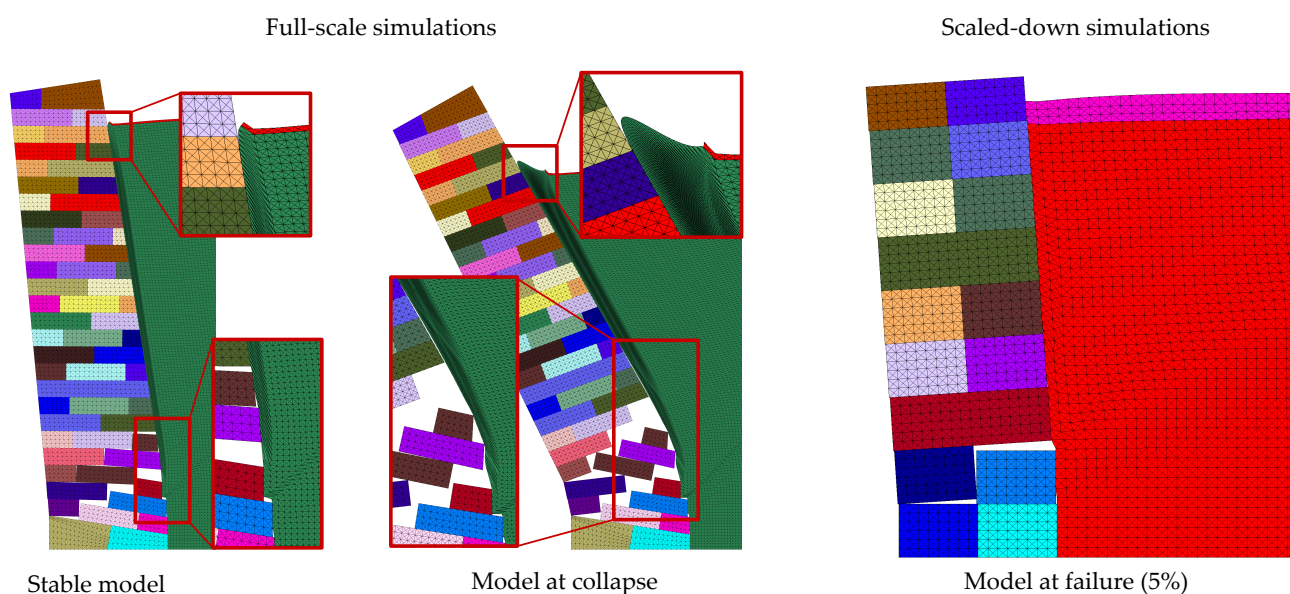 Full-scale simulations
Scaled-down simulations
Stable model
Model at collapse
Model at failure (5%)